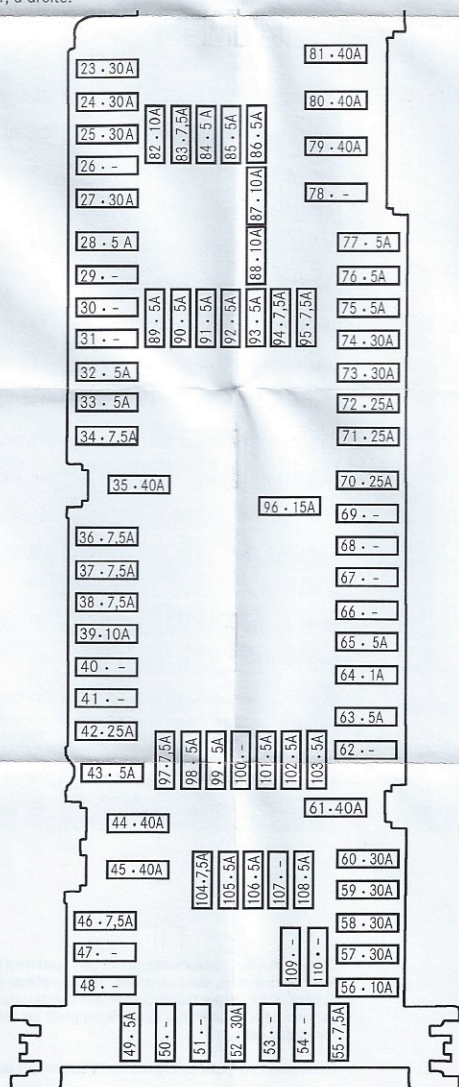 , à droite.
81 · 40A
23 · 30A
80 · 40A
24 · 30A
82 · 10A
83 · 7,5A
84 · 5 A
85 · 5A
86 · 5A
25 · 30A
79 · 40A
26 · -
78 · -
27 · 30A
87 · 10A
28 · 5 A
88 · 10A
77 · 5A
29 · -
76 · 5A
30 · -
89 · 5A
90 · 5A
91 · 5A
92 · 5A
93 · 5A
94 · 7,5A
95 · 7,5A
75 · 5A
31 · -
74 · 30A
32 · 5A
73 · 30A
33 · 5A
72 · 25A
34 · 7,5A
71 · 25A
35 · 40A
70 · 25A
96 · 15A
69 · -
36 · 7,5A
68 · -
37 · 7,5A
67 · -
38 · 7,5A
66 · -
39 · 10A
65 · 5A
40 · -
64 · 1A
41 · -
63 · 5A
42 · 25A
97 · 7,5A
98 · 5A
99 · 5A
100 · -
101 · 5A
102 · 5A
103 · 5A
62 · -
43 · 5A
61 · 40A
44 · 40A
45 · 40A
104 · 7,5A
105 · 5A
106 · 5A
107 · -
108 · 5A
60 · 30A
59 · 30A
46 · 7,5A
58 · 30A
47 · -
109 · -
110 · -
57 · 30A
48 · -
56 · 10A
49 · 5A
50 · -
51 · -
52 · 30A
53 · -
54 · -
55 · 7,5A